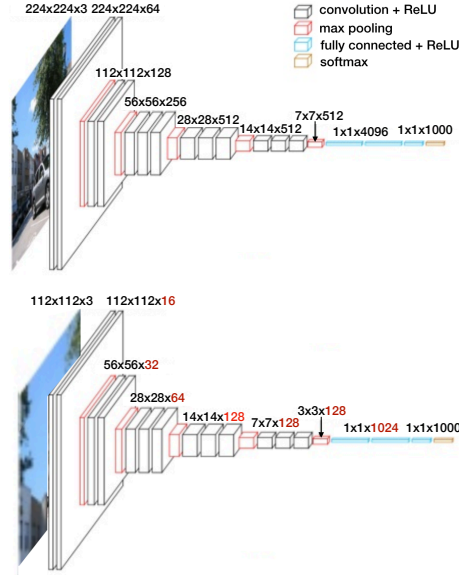 224x224x3 224x224x64
convolution + ReLU
max pooling
fully connected + ReLU
softmax
112x112x128
56x56x256
28x28x512
14x14x512
7x7x512
1x1x4096
1x1x1000
112x112x3 112x112x16
56x56x32
28x28x64
14x14x128
7x7x128
3x3x128
1x1x1024 1x1x1000